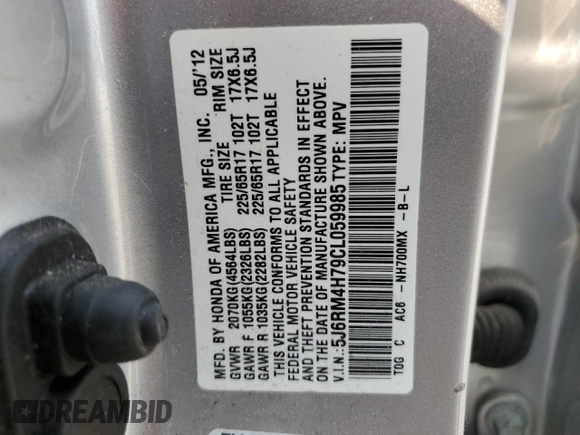 MFD. BY HONDA OF AMERICA MFG., INC. 05/'12
GVWR 2070KG(4564LBS) TIRE SIZE RIM SIZE
GAWR F 1055KG(2326LBS) 225/65R17 102T 17X6.5J
GAWR R 1035KG(2282LBS) 225/65R17 102T 17X6.5J
THIS VEHICLE CONFORMS TO ALL APPLICABLE
FEDERAL MOTOR VEHICLE SAFETY
AND THEFT PREVENTION STANDARDS IN EFFECT
ON THE DATE OF MANUFACTURE SHOWN ABOVE.
V.I.N.:5J6RM4H79CL059985 TYPE: MPV
T0G C AC6 -NH700MX -B-L
DREAMBID